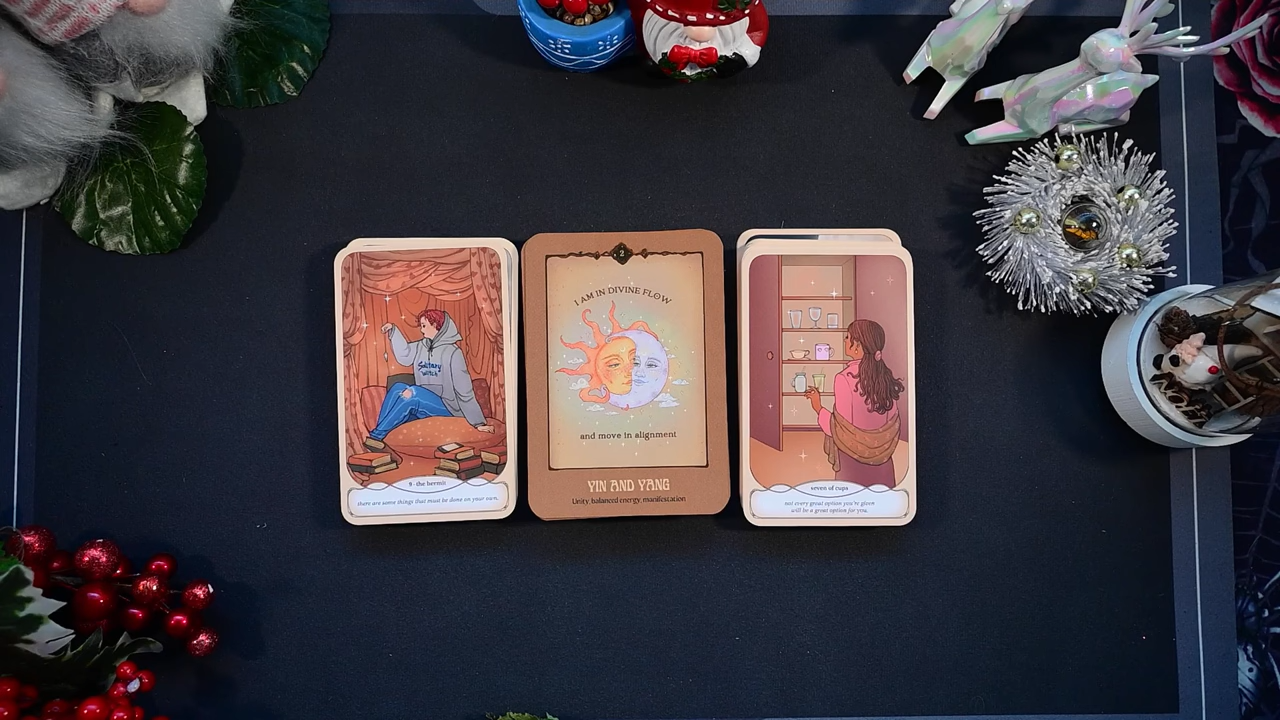 Solitary
Witch
9 · the hermit
there are some things that must be done on your own.
2
I AM IN DIVINE FLOW
and move in alignment
YIN AND YANG
Unity, balanced energy, manifestation
seven of cups
not every great option you're given
will be a great option for you.